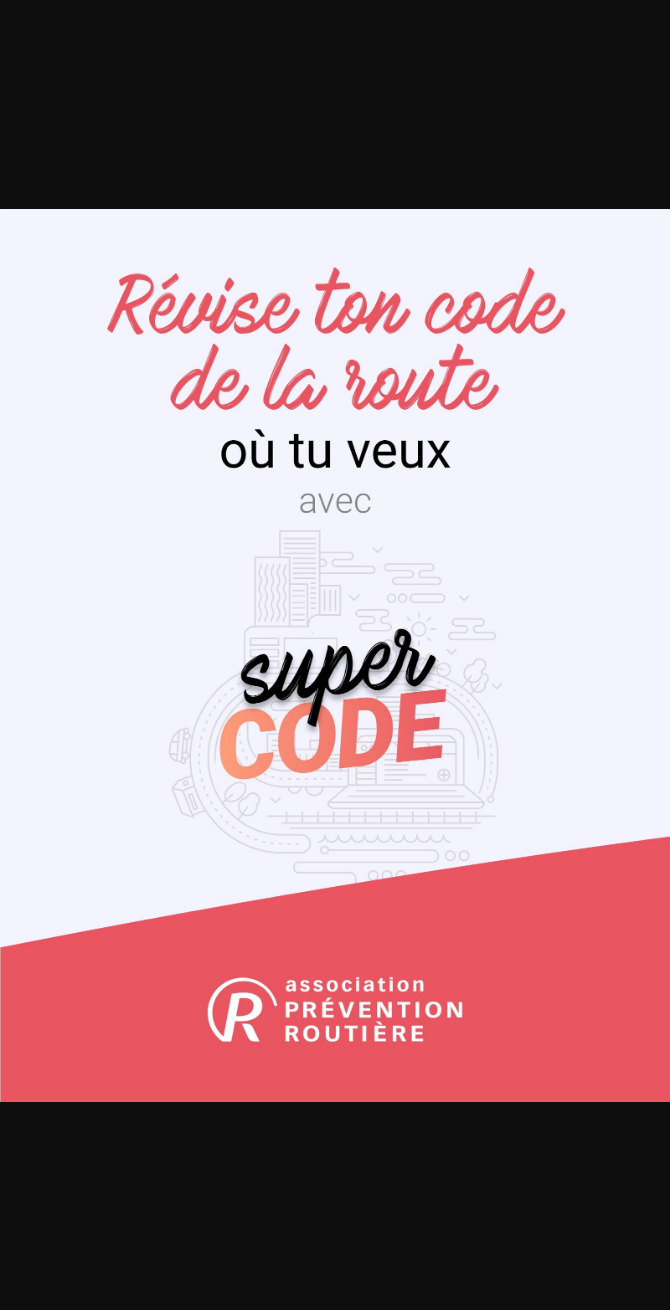 Révise ton code
de la route
où tu veux
avec
super
CODE
association
PRÉVENTION
ROUTIÈRE